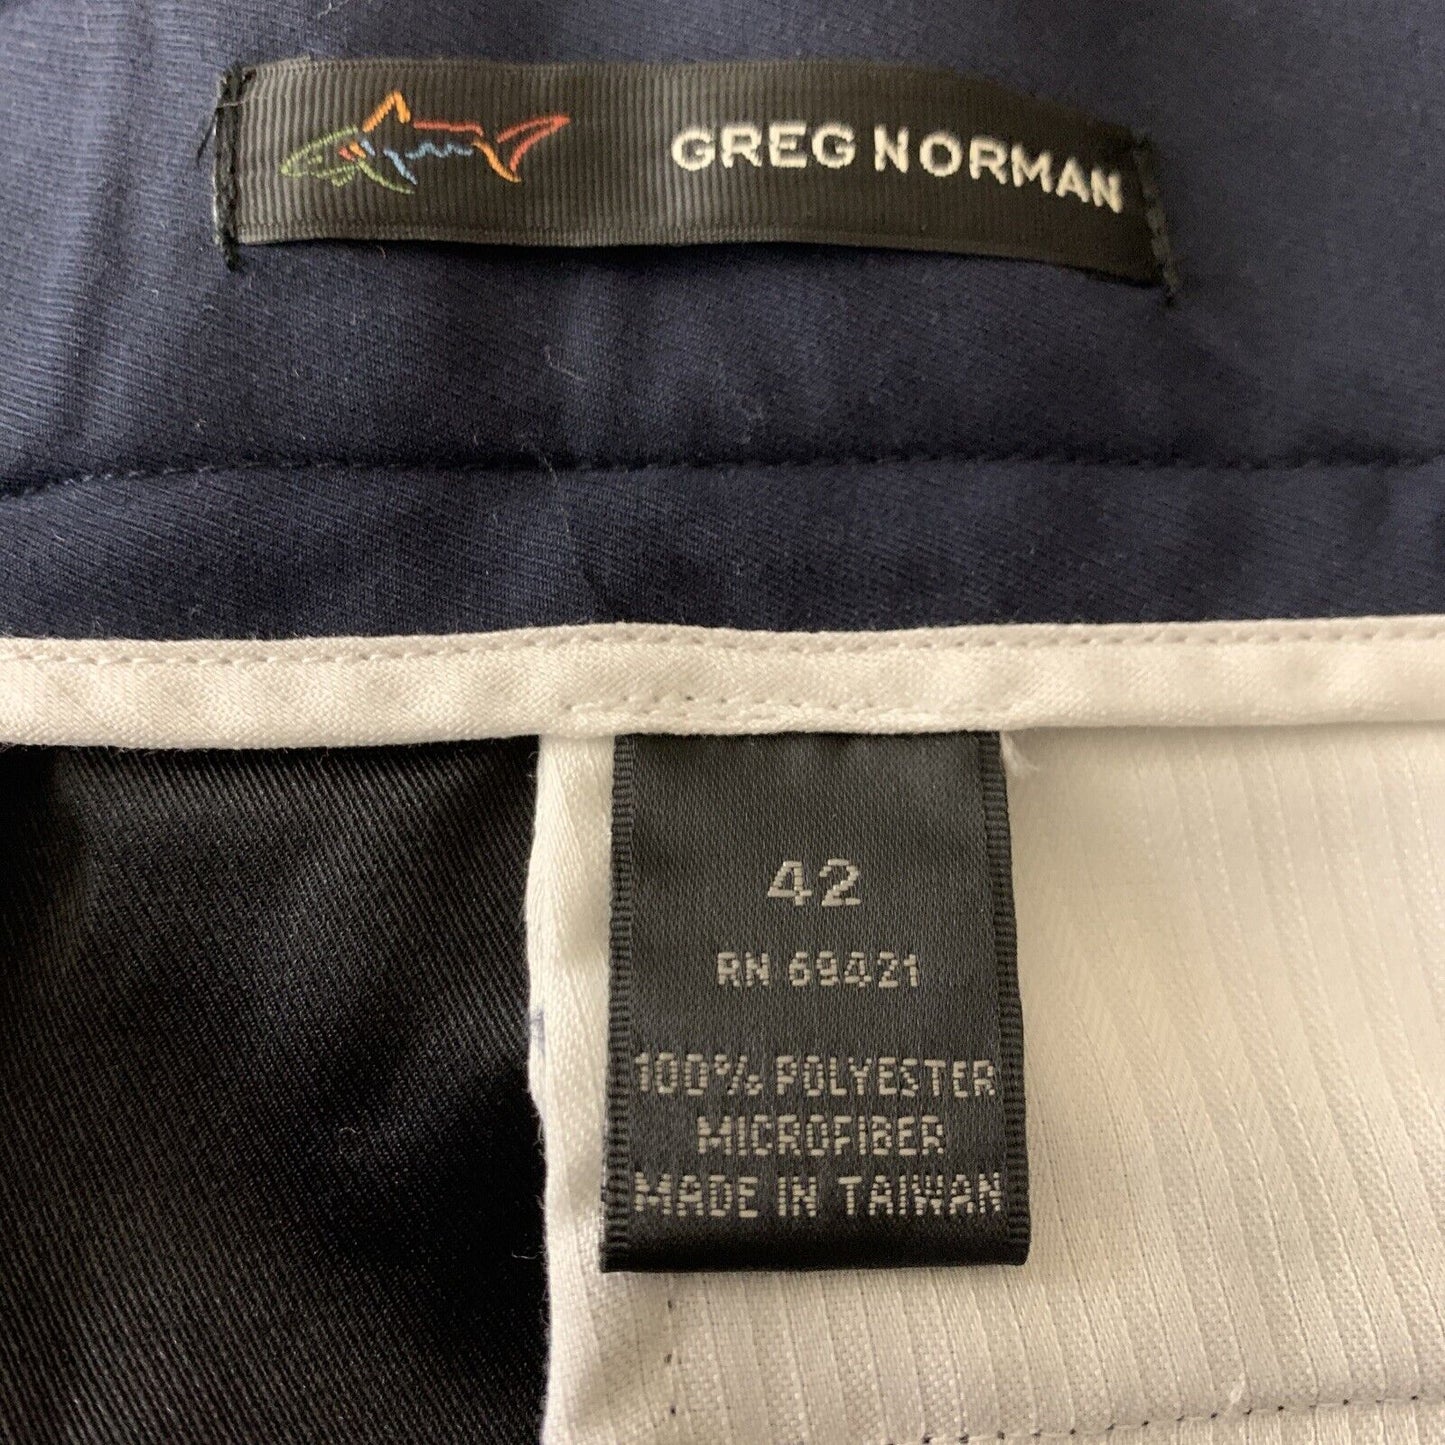 GREG NORMAN
42
RN 69421
100% POLYESTER
MICROFIBER
MADE IN TAIWAN